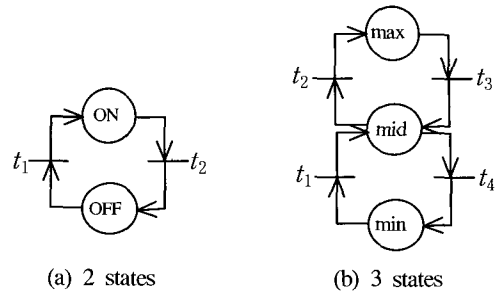 max
t2
t3
ON
mid
t1
t2
t1
t4
OFF
min
(a) 2 states
(b) 3 states